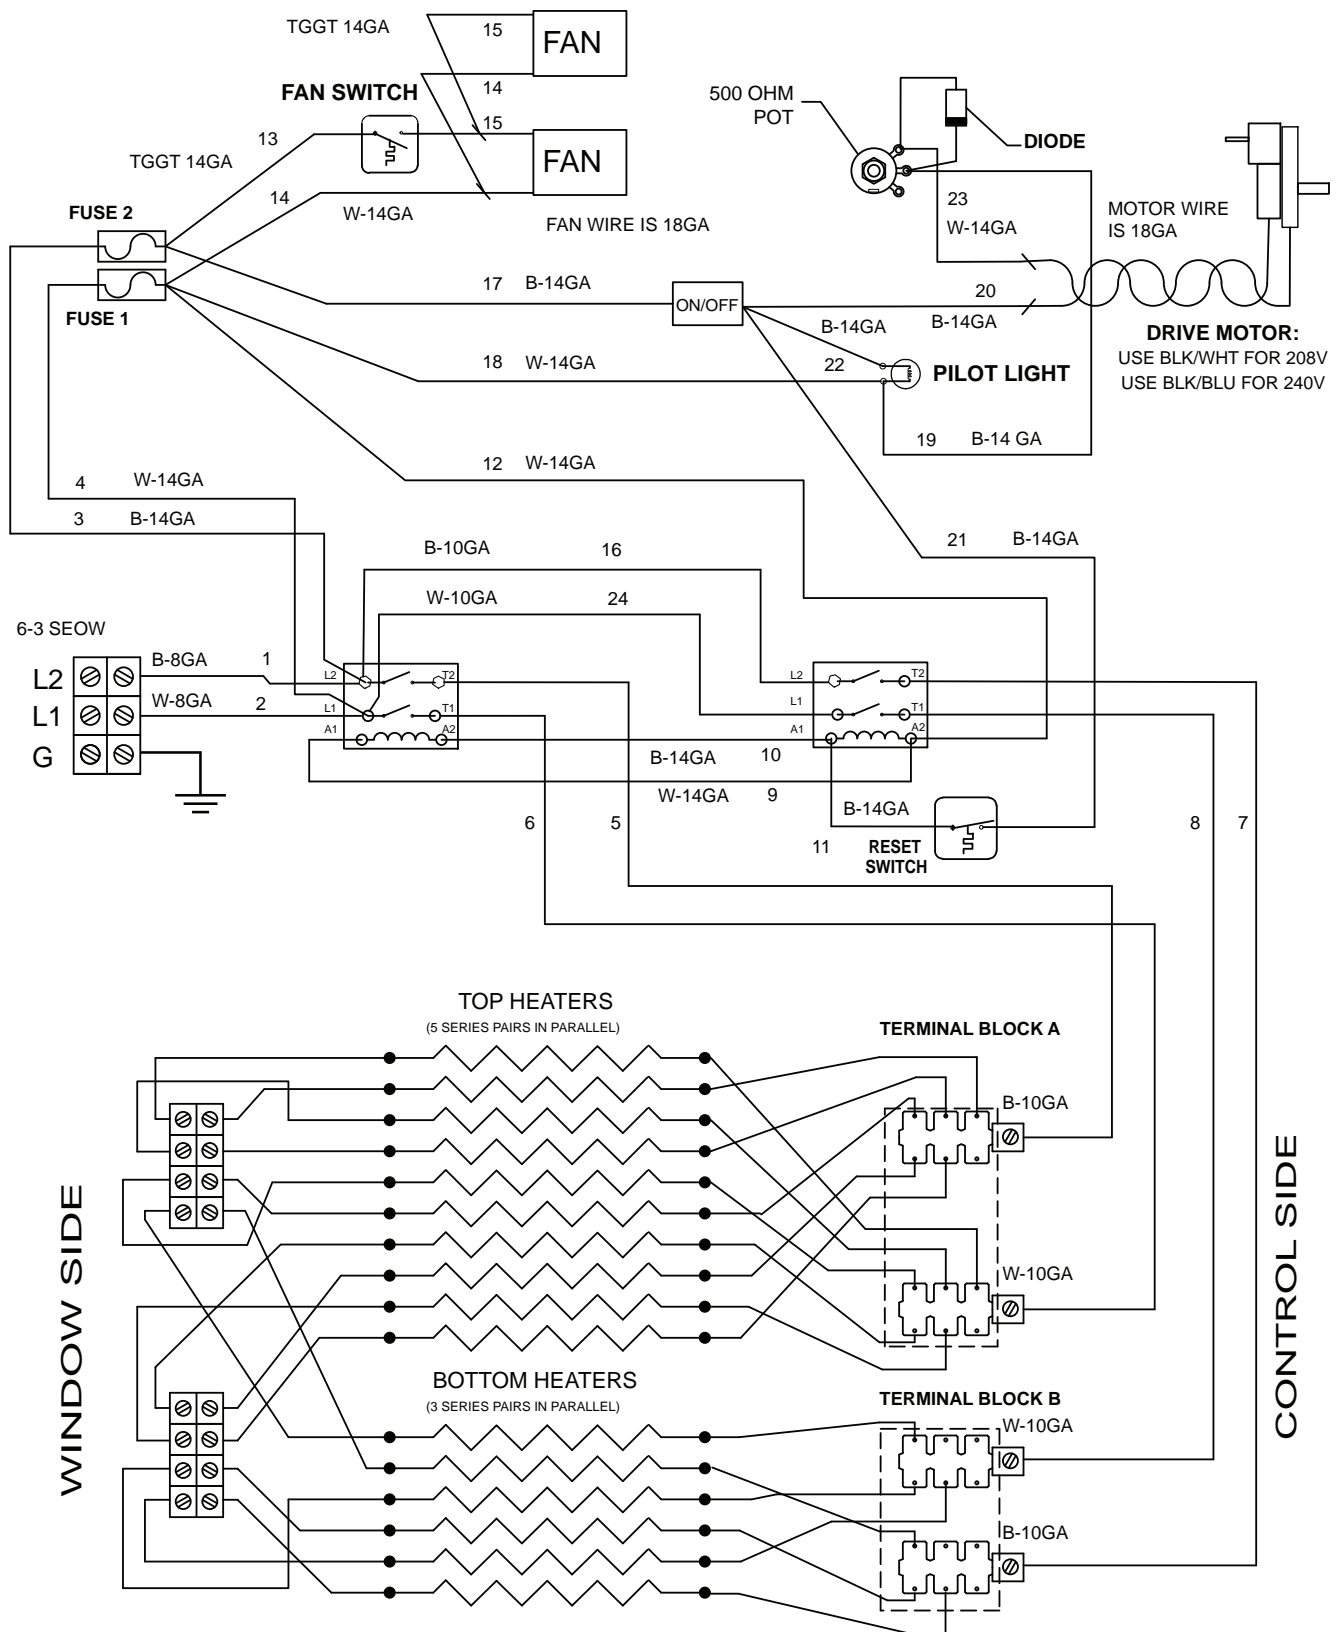 TGGT 14GA
15
FAN
14
FAN SWITCH
15
13
FAN
TGGT 14GA
14
W-14GA
FAN WIRE IS 18GA
500 OHM
POT
DIODE
23
W-14GA
MOTOR WIRE
IS 18GA
FUSE 2
FUSE 1
17 B-14GA
ON/OFF
20
B-14GA
B-14GA
DRIVE MOTOR:
USE BLK/WHT FOR 208V
USE BLK/BLU FOR 240V
18 W-14GA
22
PILOT LIGHT
19 B-14 GA
12 W-14GA
4 W-14GA
3 B-14GA
21 B-14GA
B-10GA 16
W-10GA 24
6-3 SEOW
L2
L1
G
B-8GA 1
W-8GA 2
L2 T2
L1 T1
A1 A2
L2 T2
L1 T1
A1 A2
B-14GA 10
W-14GA 9
B-14GA
11
RESET
SWITCH
6 5
8 7
TOP HEATERS
(5 SERIES PAIRS IN PARALLEL)
TERMINAL BLOCK A
B-10GA
W-10GA
WINDOW SIDE
CONTROL SIDE
BOTTOM HEATERS
(3 SERIES PAIRS IN PARALLEL)
TERMINAL BLOCK B
W-10GA
B-10GA